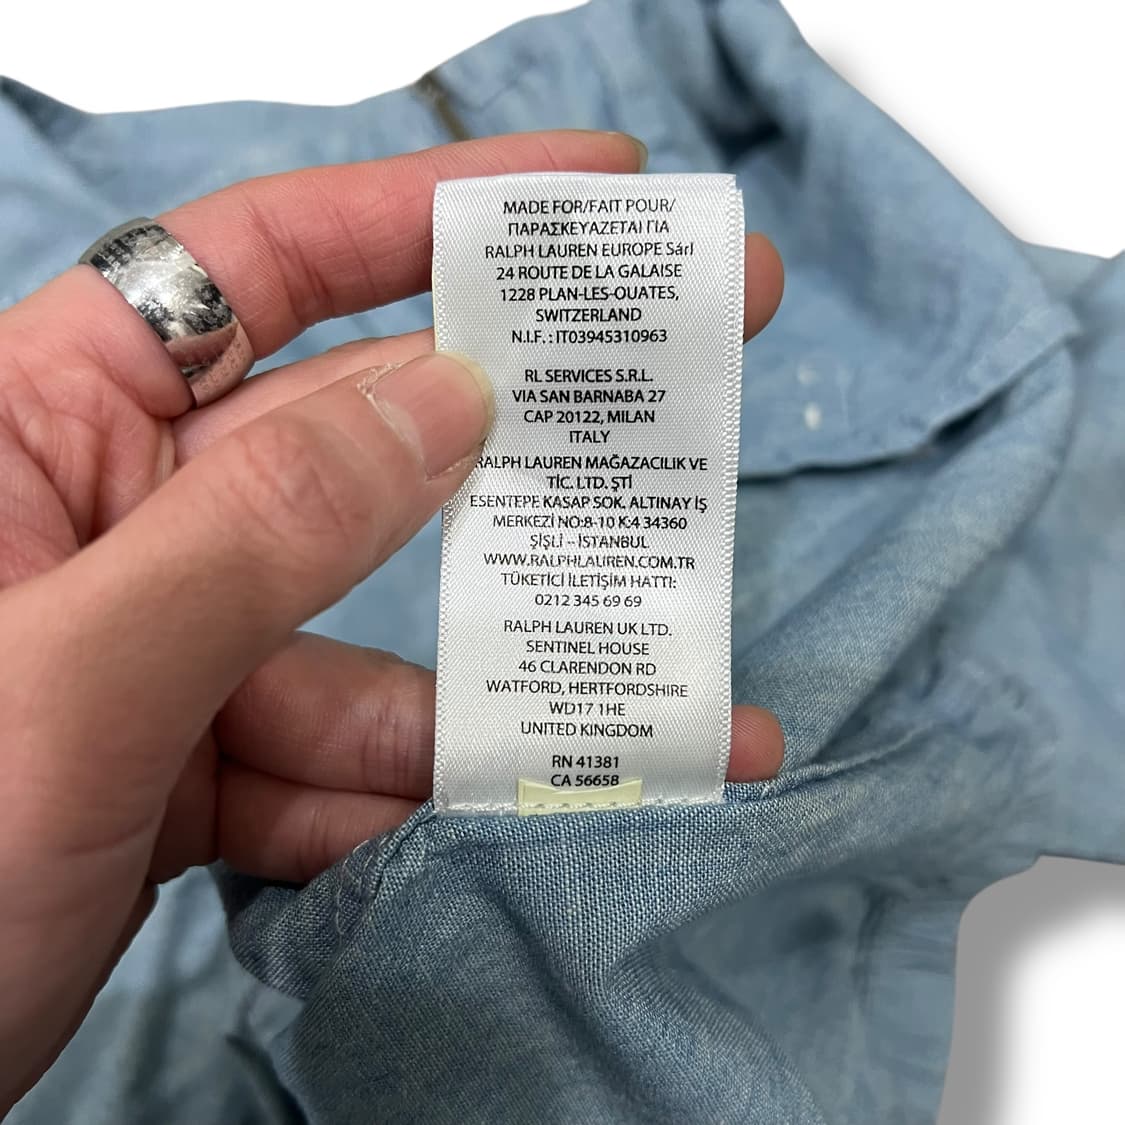 MADE FOR/FAIT POUR/
ΠΑΡΑΣΚΕΥΑΖΕΤΑΙ ΓΙΑ
RALPH LAUREN EUROPE Sárl
24 ROUTE DE LA GALAISE
1228 PLAN-LES-OUATES,
SWITZERLAND
N.I.F. : IT03945310963
RL SERVICES S.R.L.
VIA SAN BARNABA 27
CAP 20122, MILAN
ITALY
RALPH LAUREN MAĞAZACILIK VE
TİC. LTD. ŞTİ
ESENTEPE KASAP SOK. ALTINAY İŞ
MERKEZİ NO:8-10 K:4 34360
ŞİŞLİ - İSTANBUL
WWW.RALPHLAUREN.COM.TR
TÜKETİCİ İLETİŞİM HATTI:
0212 345 69 69
RALPH LAUREN UK LTD.
SENTINEL HOUSE
46 CLARENDON RD
WATFORD, HERTFORDSHIRE
WD17 1HE
UNITED KINGDOM
RN 41381
CA 56658